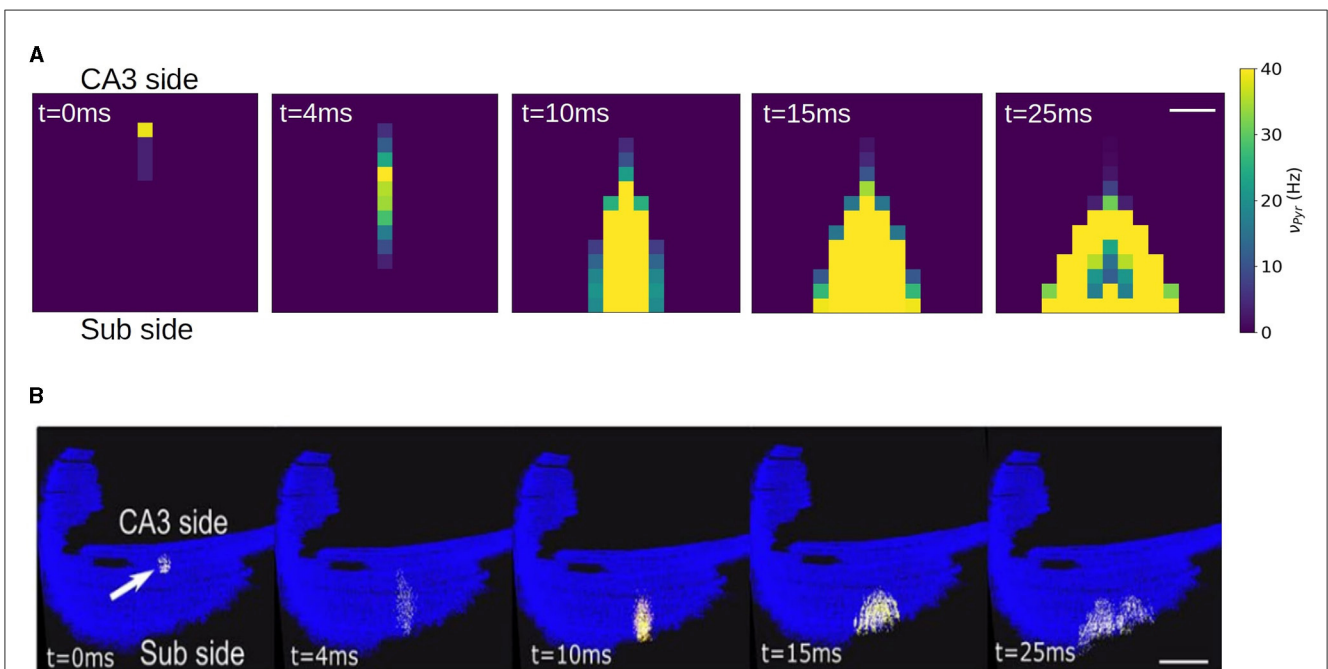 A
CA3 side
t=0ms
t=4ms
t=10ms
t=15ms
t=25ms
Sub side
40
30
20
10
0
νPyr (Hz)
B
CA3 side
Sub side
t=0ms
t=4ms
t=10ms
t=15ms
t=25ms